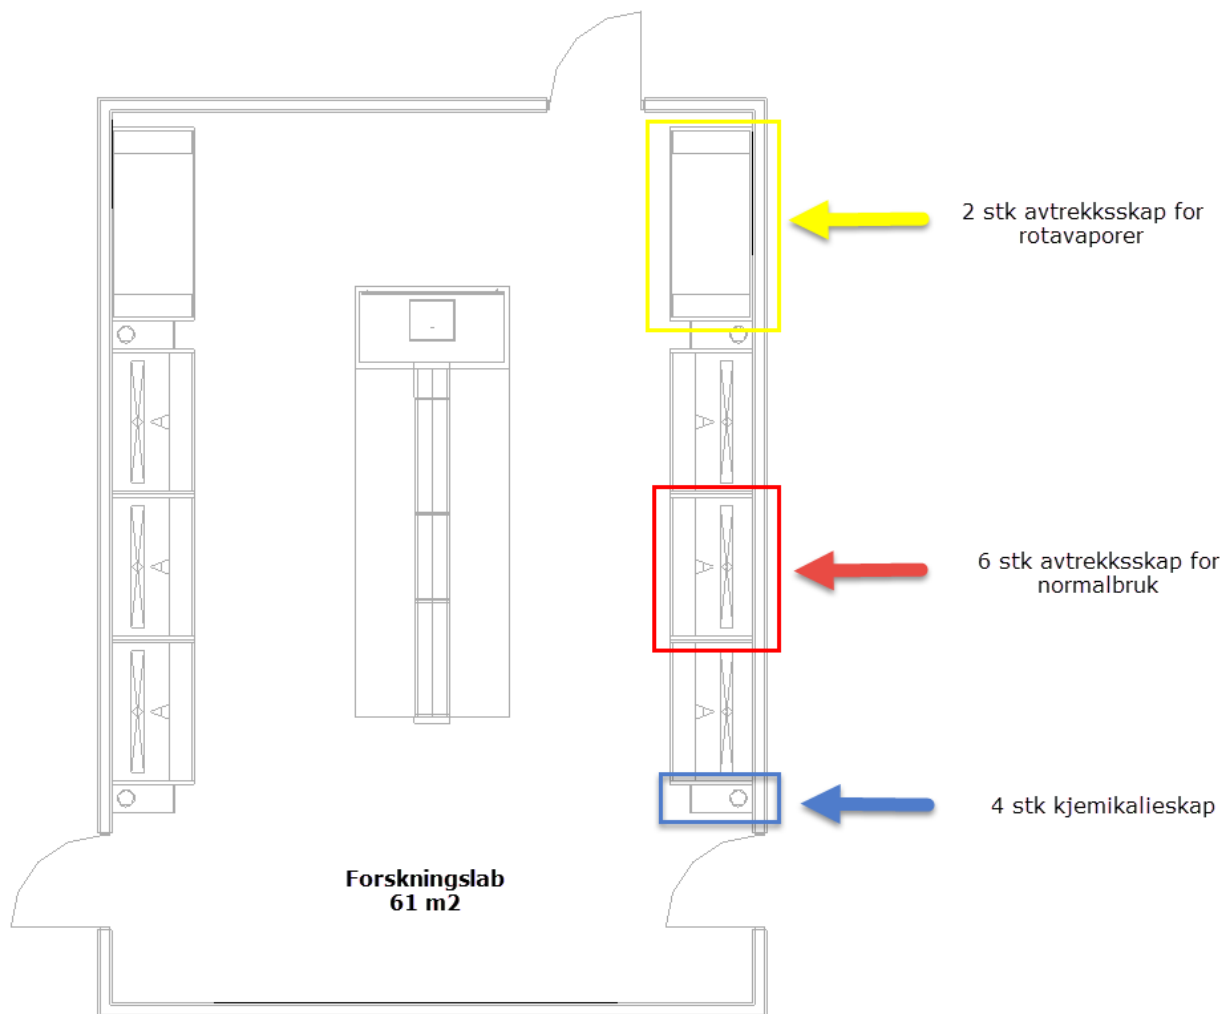 2 stk avtrekksskap for
rotavaporer
6 stk avtrekksskap for
normalbruk
4 stk kjemikalieskap
Forskningslab
61 m2